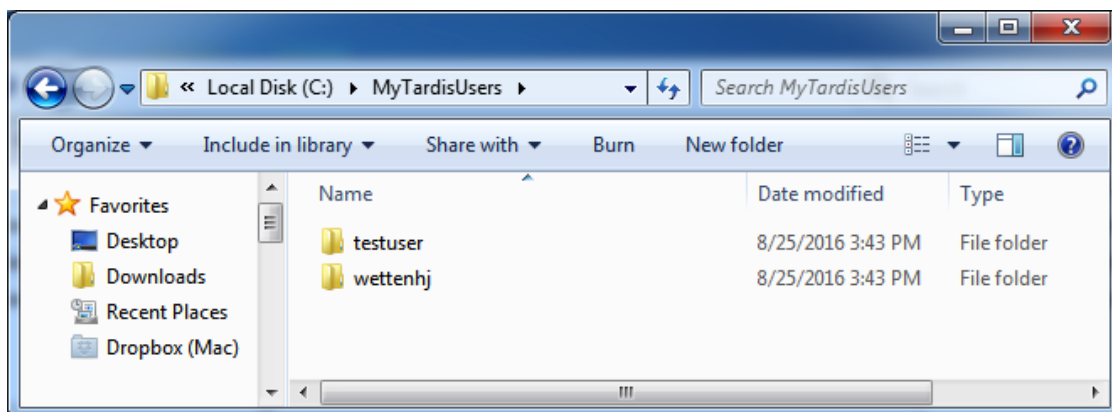 « Local Disk (C:) ▸ MyTardisUsers ▸ Search MyTardisUsers
Organize ▾ Include in library ▾ Share with ▾ Burn New folder
Name Date modified Type
Favorites
Desktop
Downloads
Recent Places
Dropbox (Mac)
testuser 8/25/2016 3:43 PM File folder
wettenhj 8/25/2016 3:43 PM File folder